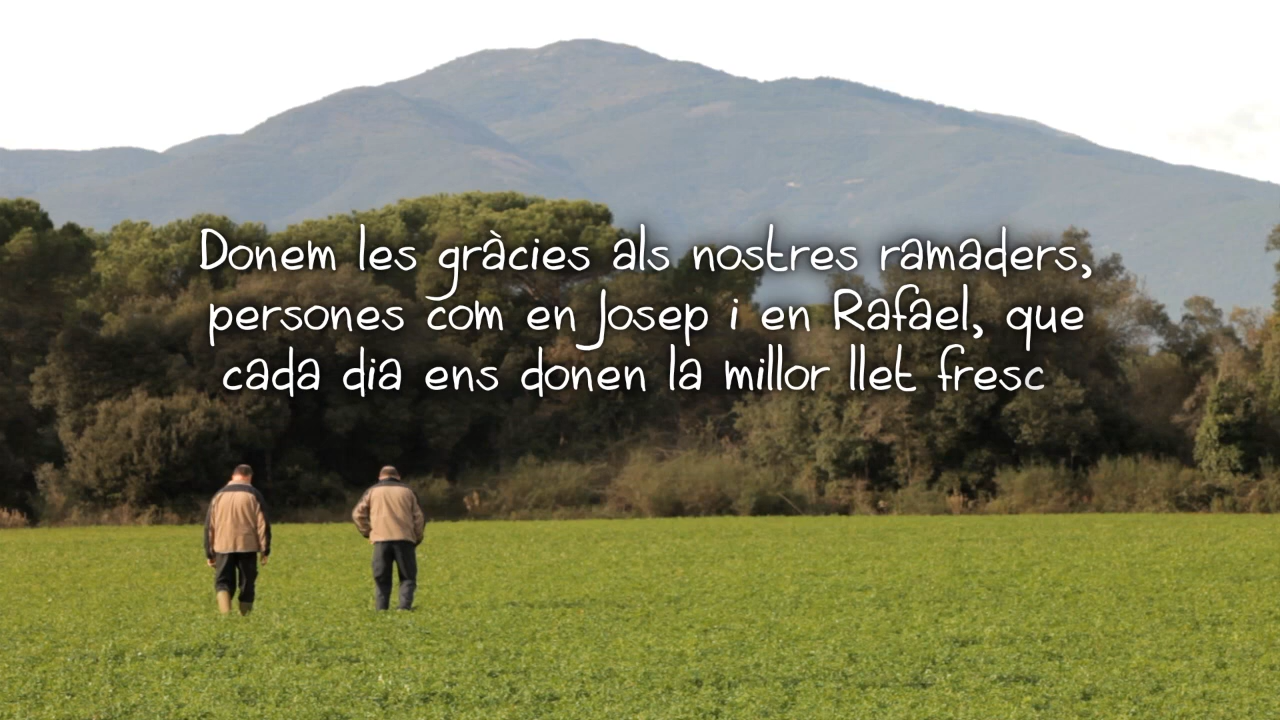 Donem les gràcies als nostres ramaders,
persones com en Josep i en Rafael, que
cada dia ens donen la millor llet fresc